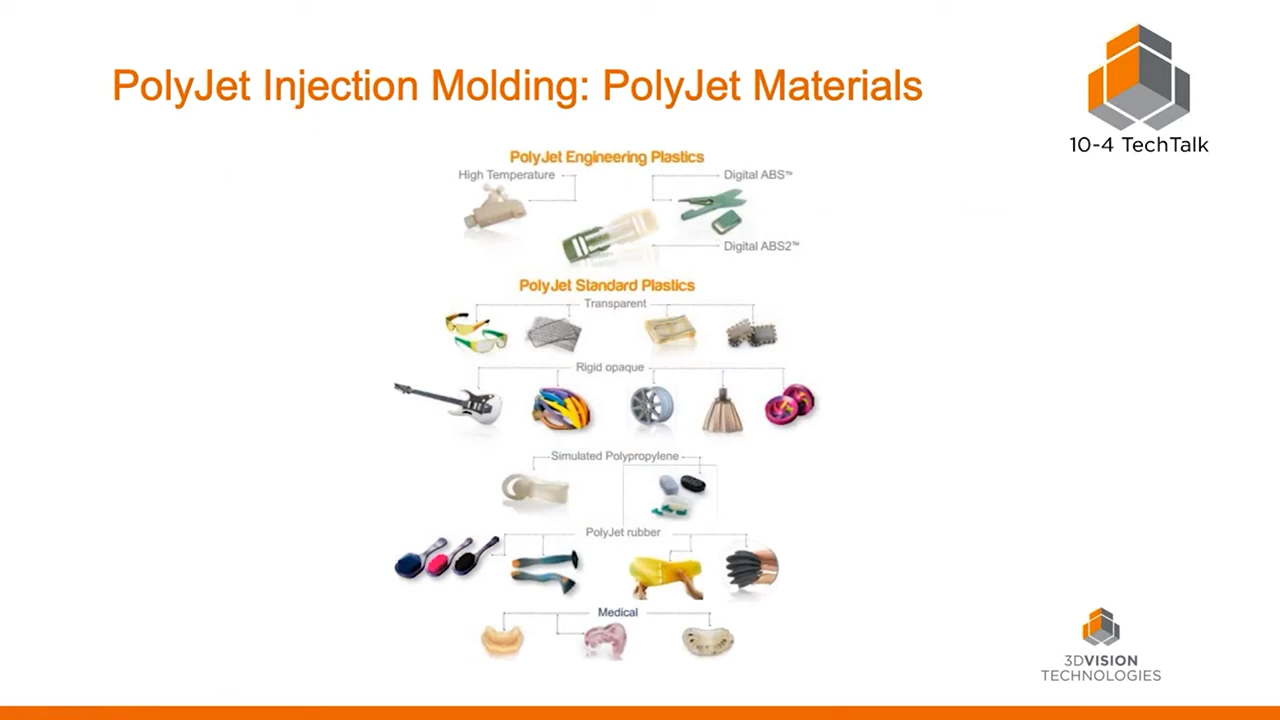 PolyJet Injection Molding: PolyJet Materials
10-4 TechTalk
PolyJet Engineering Plastics
High Temperature
Digital ABS™
Digital ABS2™
PolyJet Standard Plastics
Transparent
Rigid opaque
Simulated Polypropylene
PolyJet rubber
Medical
3DVISION
TECHNOLOGIES